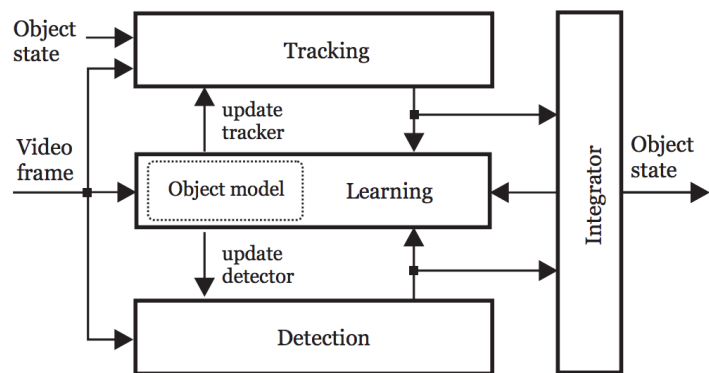 Object
state
Tracking
update
tracker
Video
frame
Object model
Learning
Integrator
Object
state
update
detector
Detection